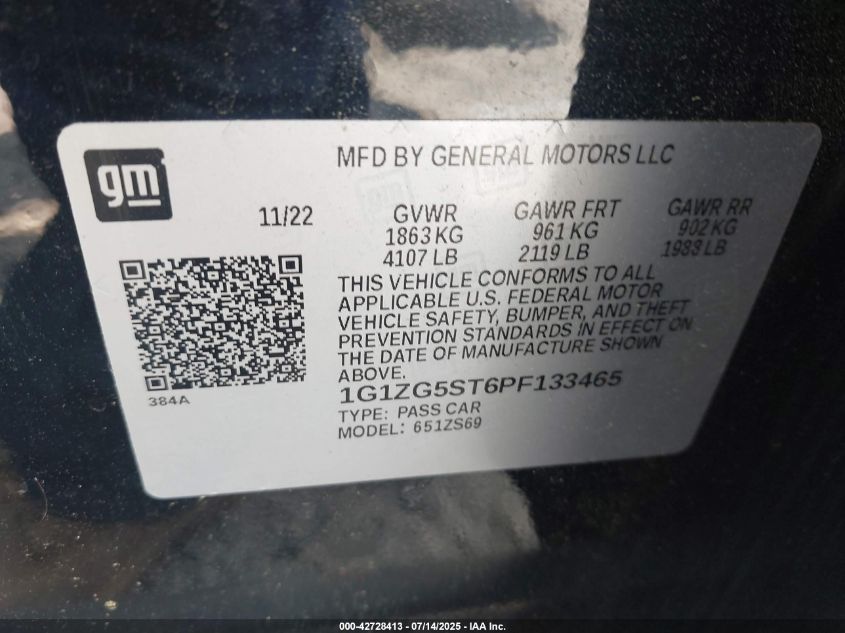 gm
MFD BY GENERAL MOTORS LLC
11/22
GVWR
1863 KG
4107 LB
GAWR FRT
961 KG
2119 LB
GAWR RR
902 KG
1988 LB
THIS VEHICLE CONFORMS TO ALL
APPLICABLE U.S. FEDERAL MOTOR
VEHICLE SAFETY, BUMPER, AND THEFT
PREVENTION STANDARDS IN EFFECT ON
THE DATE OF MANUFACTURE SHOWN
ABOVE.
384A
1G1ZG5ST6PF133465
TYPE: PASS CAR
MODEL: 651ZS69
000-42728413 - 07/14/2025 - IAA Inc.